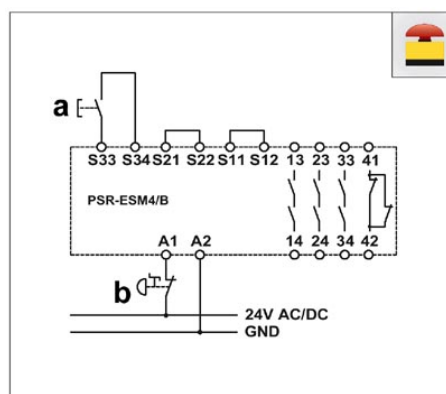 a
S33 S34 S21 S22 S11 S12 13 23 33 41
PSR-ESM4/B
A1 A2 14 24 34 42
b
24V AC/DC
GND